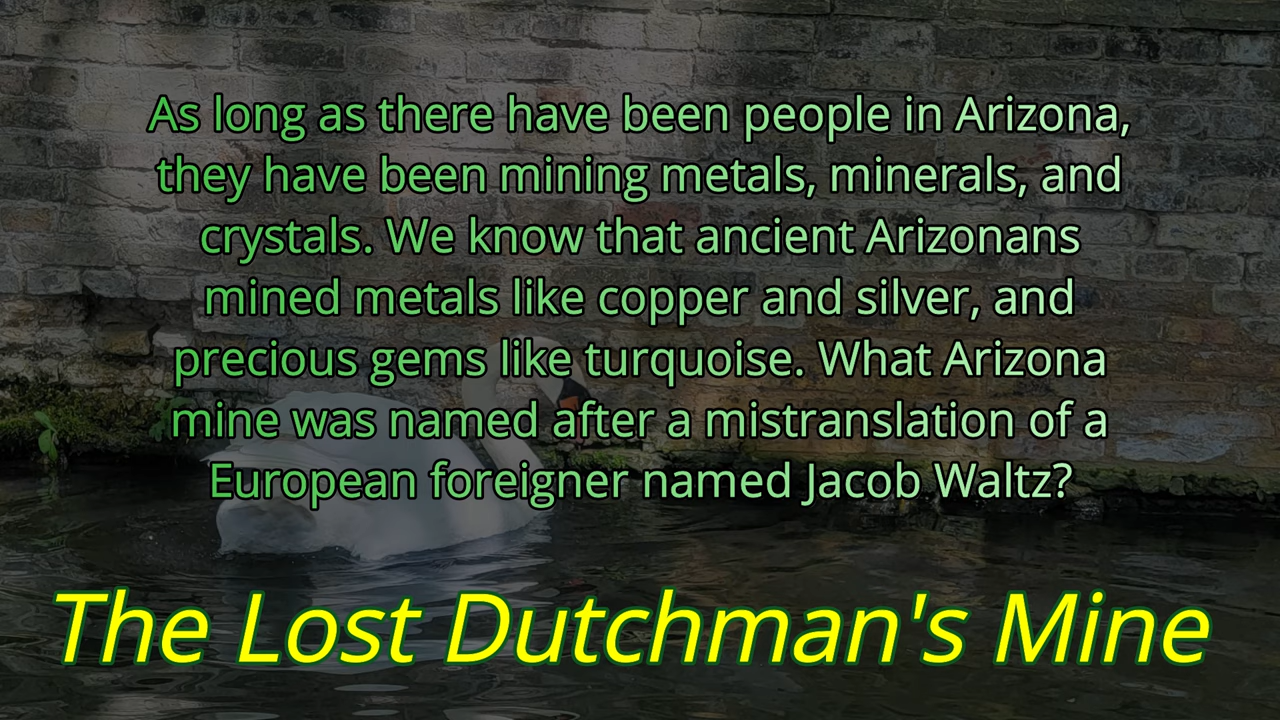 As long as there have been people in Arizona,
they have been mining metals, minerals, and
crystals. We know that ancient Arizonans
mined metals like copper and silver, and
precious gems like turquoise. What Arizona
mine was named after a mistranslation of a
European foreigner named Jacob Waltz?
The Lost Dutchman's Mine